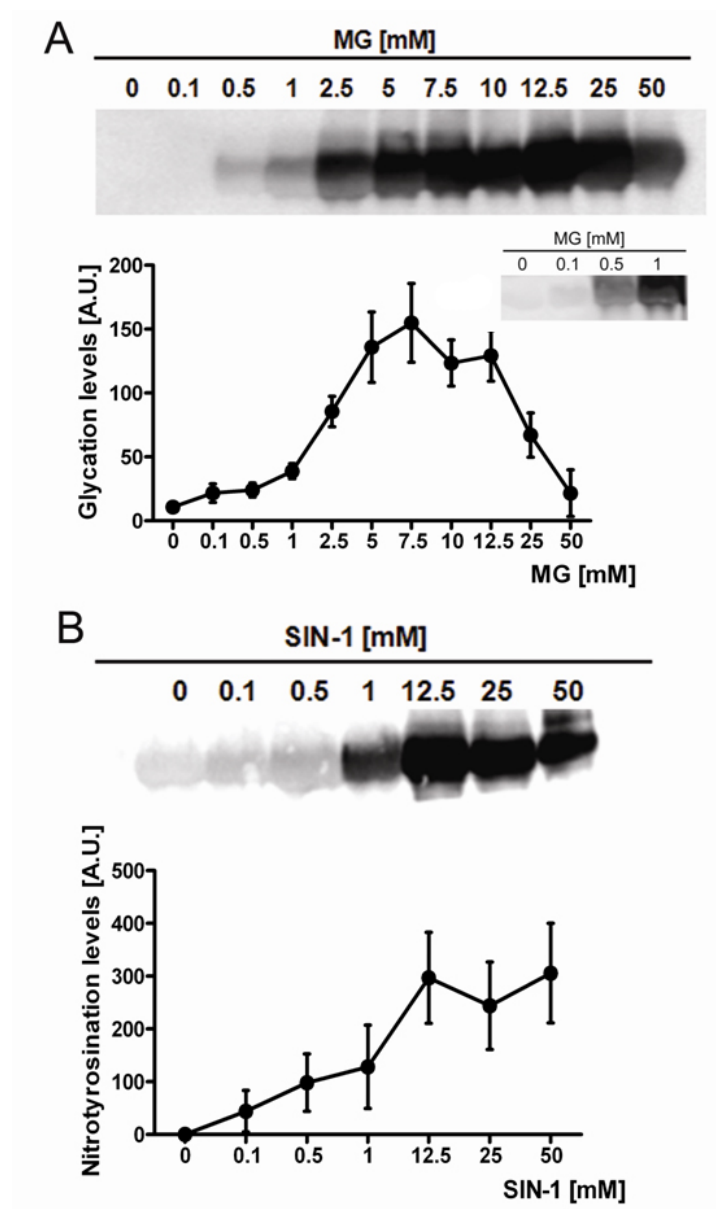 A
MG [mM]
0 0.1 0.5 1 2.5 5 7.5 10 12.5 25 50
MG [mM]
0 0.1 0.5 1
Glycation levels [A.U.]
200
150
100
50
0
0 0.1 0.5 1 2.5 5 7.5 10 12.5 25 50
MG [mM]
B
SIN-1 [mM]
0 0.1 0.5 1 12.5 25 50
Nitrotyrosination levels [A.U.]
500
400
300
200
100
0
0 0.1 0.5 1 12.5 25 50
SIN-1 [mM]